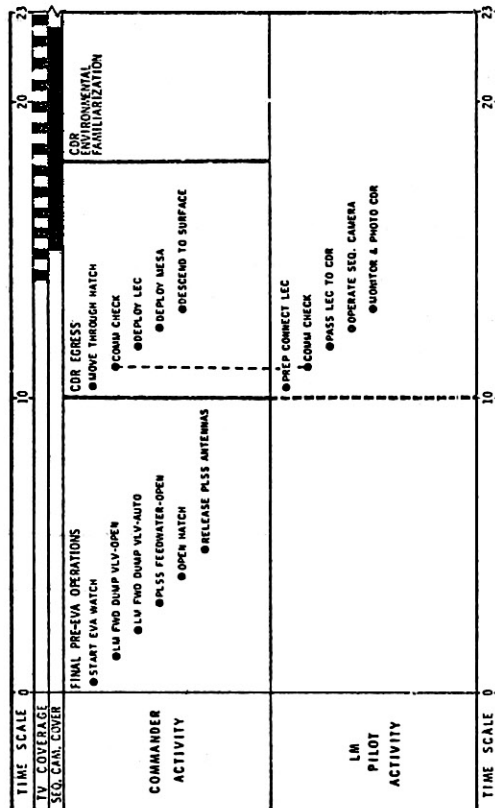 TIME SCALE
0
10
20
23
TV COVERAGE
SEQ. CAM. COVER
COMMANDER
ACTIVITY
FINAL PRE-EVA OPERATIONS
●START EVA WATCH
●LM FWD DUMP VLV-OPEN
●LM FWD DUMP VLV-AUTO
●PLSS FEEDWATER-OPEN
●OPEN HATCH
●RELEASE PLSS ANTENNAS
CDR EGRESS
●MOVE THROUGH HATCH
●COMM CHECK
●DEPLOY LEC
●DEPLOY MESA
●DESCEND TO SURFACE
CDR
ENVIRONMENTAL
FAMILIARIZATION
LM
PILOT
ACTIVITY
●PREP CONNECT LEC
●COMM CHECK
●PASS LEC TO CDR
●OPERATE SEQ. CAMERA
●MONITOR & PHOTO CDR
TIME SCALE
0
10
20
23